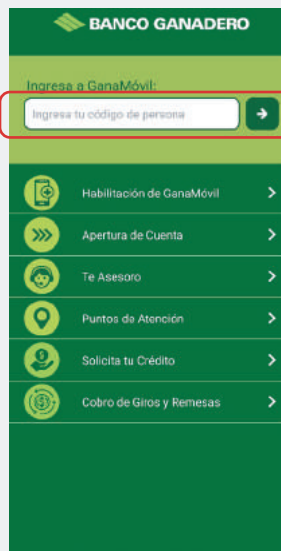 BANCO GANADERO
Ingresa a GanaMóvil:
Ingresa tu código de persona
Habilitación de GanaMóvil
Apertura de Cuenta
Te Asesoro
Puntos de Atención
Solicita tu Crédito
Cobro de Giros y Remesas